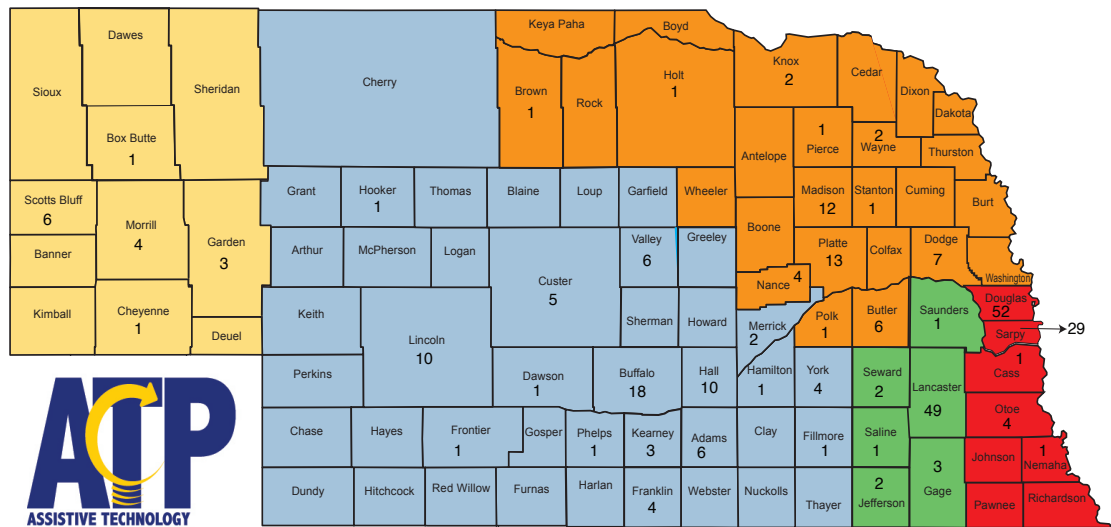 Dawes
Sioux
Sheridan
Box Butte
1
Scotts Bluff
6
Morrill
4
Garden
3
Banner
Kimball
Cheyenne
1
Deuel
Cherry
Keya Paha
Boyd
Brown
1
Rock
Holt
1
Knox
2
Cedar
Dixon
Dakota
Antelope
1
Pierce
2
Wayne
Thurston
Grant
Hooker
1
Thomas
Blaine
Loup
Garfield
Wheeler
Madison
12
Stanton
1
Cuming
Burt
Arthur
McPherson
Logan
Custer
5
Valley
6
Greeley
Boone
Platte
13
Colfax
Dodge
7
Washington
4
Nance
Keith
Lincoln
10
Sherman
Howard
Merrick
2
Polk
1
Butler
6
Saunders
1
Douglas
52
Sarpy
29
Perkins
Dawson
1
Buffalo
18
Hall
10
Hamilton
1
York
4
Seward
2
Lancaster
49
1
Cass
Otoe
4
Chase
Hayes
Frontier
1
Gosper
Phelps
1
Kearney
3
Adams
6
Clay
Fillmore
1
Saline
1
3
Gage
Johnson
1
Nemaha
Dundy
Hitchcock
Red Willow
Furnas
Harlan
Franklin
4
Webster
Nuckolls
Thayer
2
Jefferson
Pawnee
Richardson
ATP
ASSISTIVE TECHNOLOGY